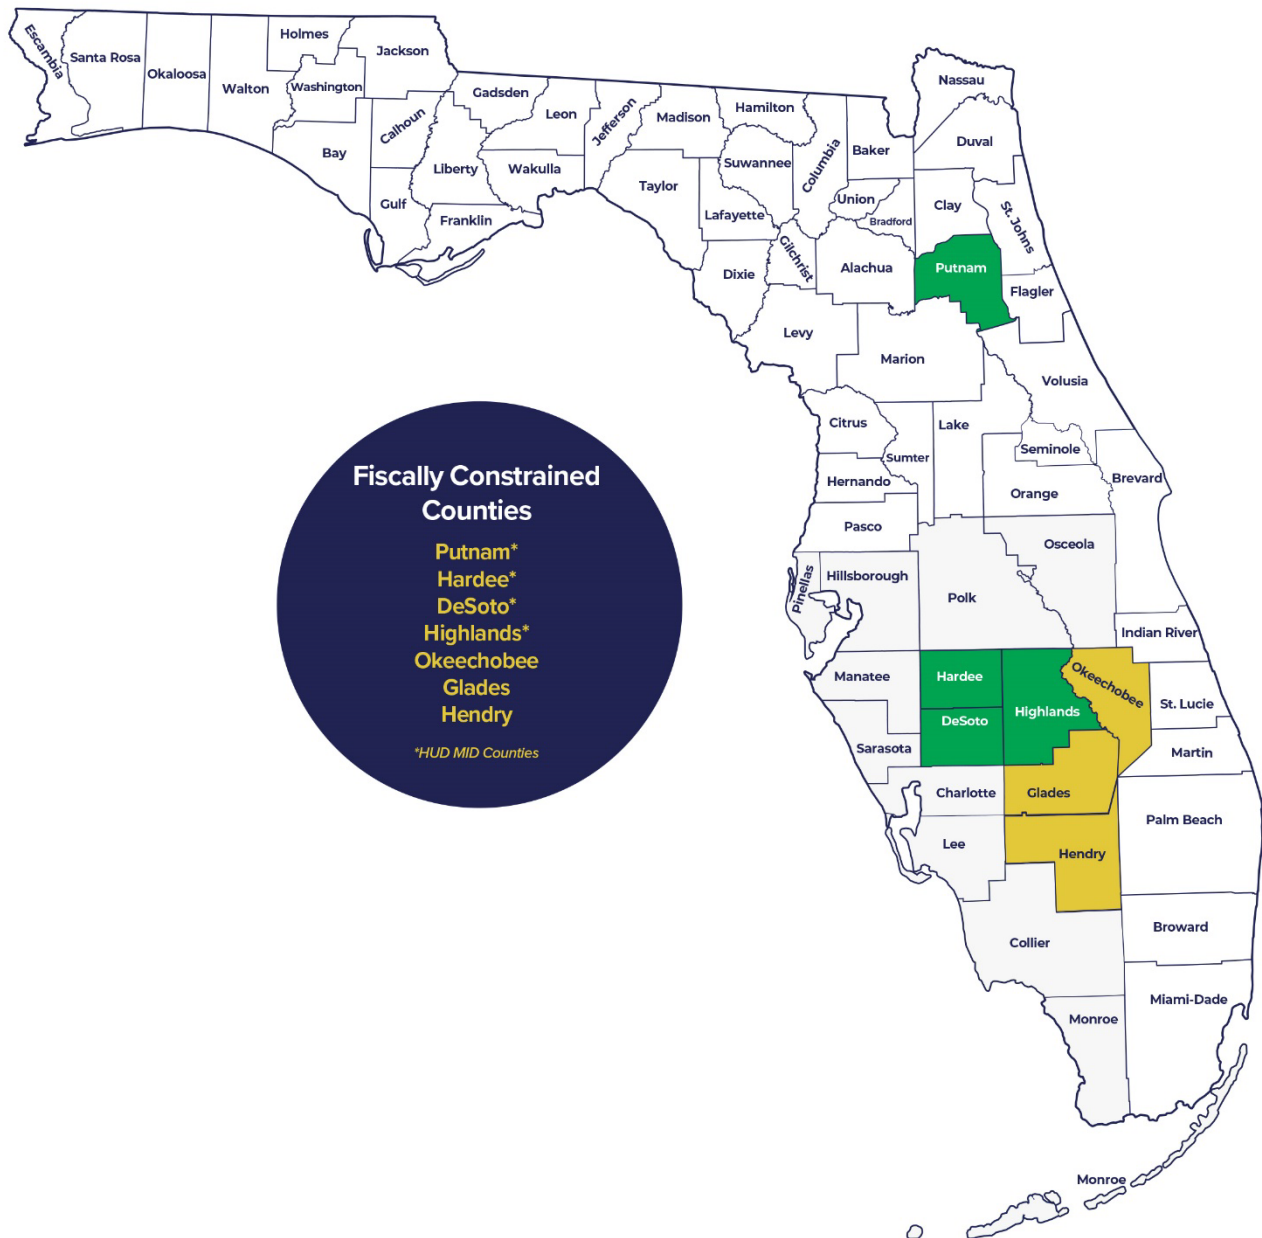 Escambia
Santa Rosa
Okaloosa
Walton
Holmes
Washington
Jackson
Bay
Calhoun
Gulf
Liberty
Franklin
Gadsden
Leon
Wakulla
Jefferson
Madison
Taylor
Hamilton
Suwannee
Lafayette
Dixie
Columbia
Gilchrist
Baker
Union
Bradford
Alachua
Levy
Nassau
Duval
Clay
St. Johns
Putnam
Flagler
Marion
Volusia
Citrus
Sumter
Lake
Seminole
Hernando
Orange
Brevard
Pasco
Osceola
Pinellas
Hillsborough
Polk
Indian River
Manatee
Hardee
Highlands
Okeechobee
St. Lucie
DeSoto
Sarasota
Martin
Charlotte
Glades
Palm Beach
Lee
Hendry
Collier
Broward
Miami-Dade
Monroe
Monroe
Fiscally Constrained
Counties
Putnam*
Hardee*
DeSoto*
Highlands*
Okeechobee
Glades
Hendry
*HUD MID Counties